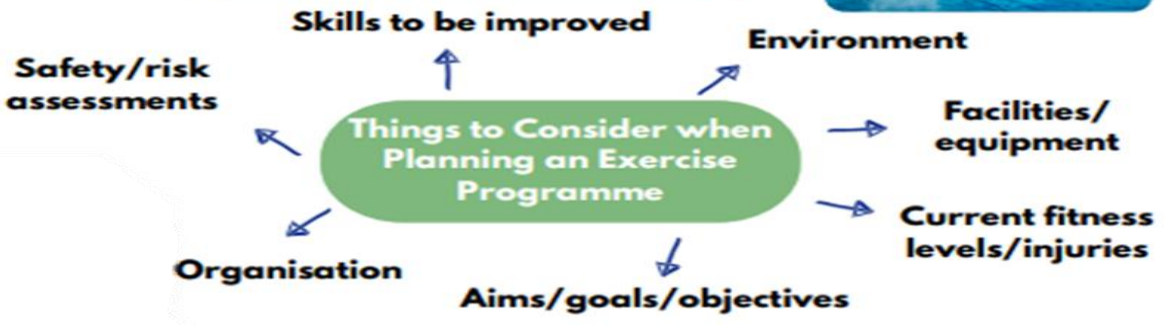 Skills to be improved
Environment
Safety/risk
assessments
Things to Consider when
Planning an Exercise
Programme
Facilities/
equipment
Current fitness
levels/injuries
Organisation
Aims/goals/objectives